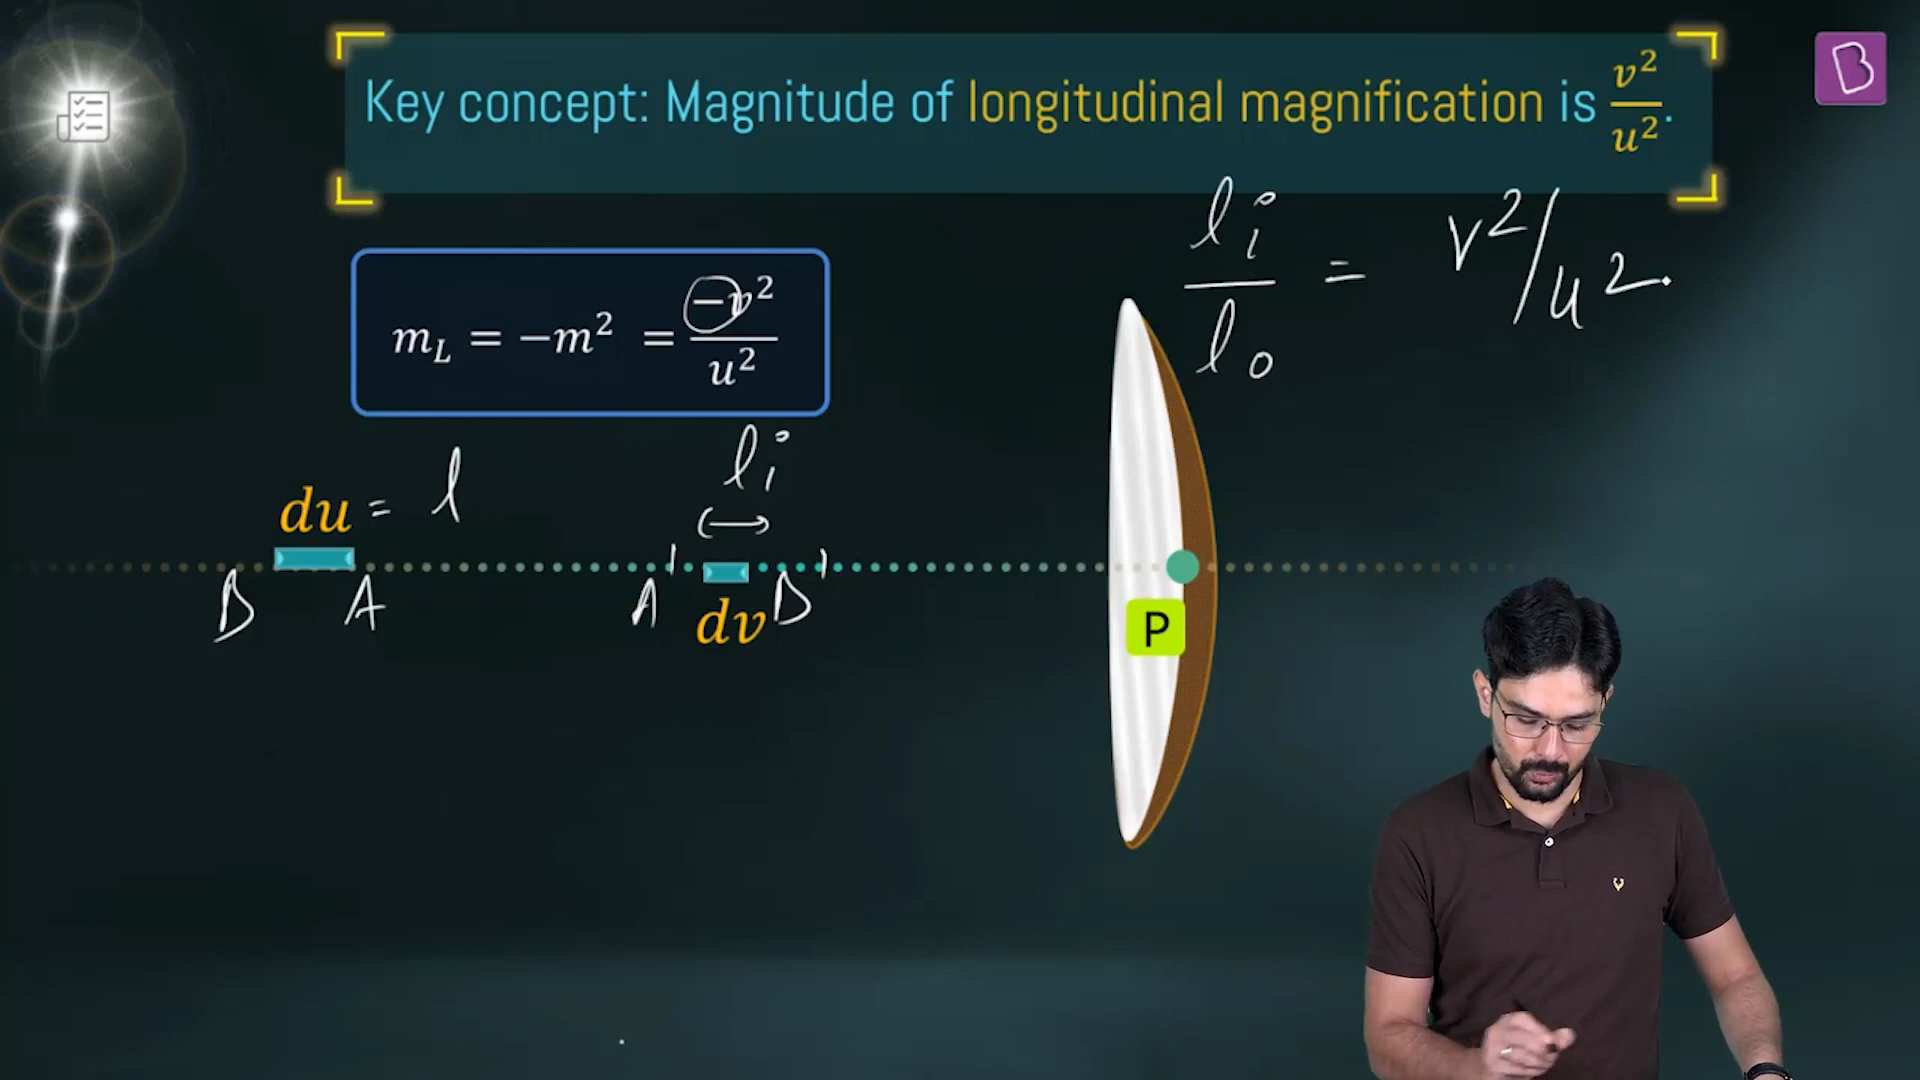 Key concept: Magnitude of longitudinal magnification is v²/u².
B
lᵢ/l₀ = v²/u².
m_L = −m² = −v²/u²
lᵢ
du = l
B A A' B'
dv
P